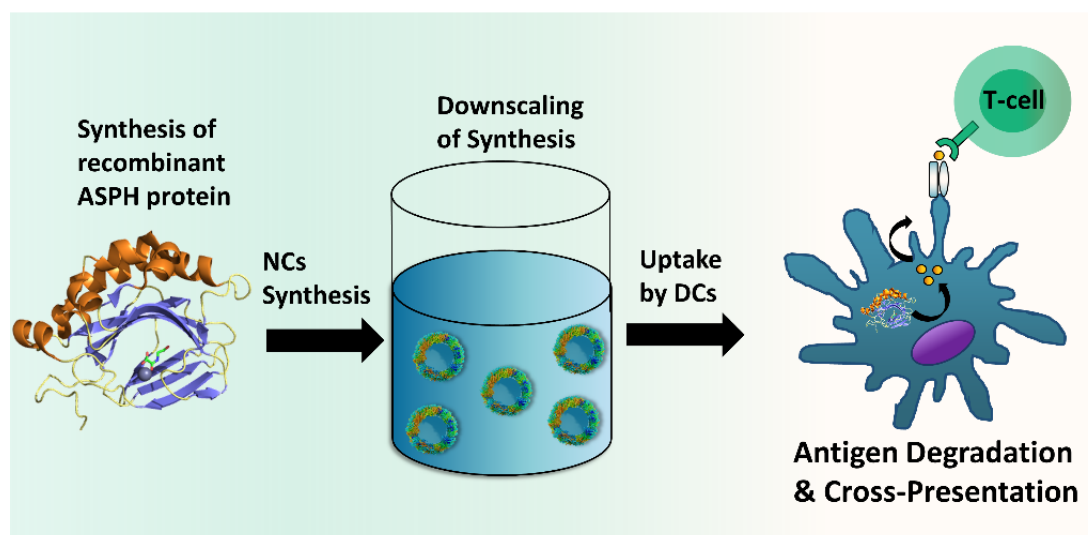 Synthesis of
recombinant
ASPH protein
NCs
Synthesis
Downscaling
of Synthesis
Uptake
by DCs
T-cell
Antigen Degradation
& Cross-Presentation